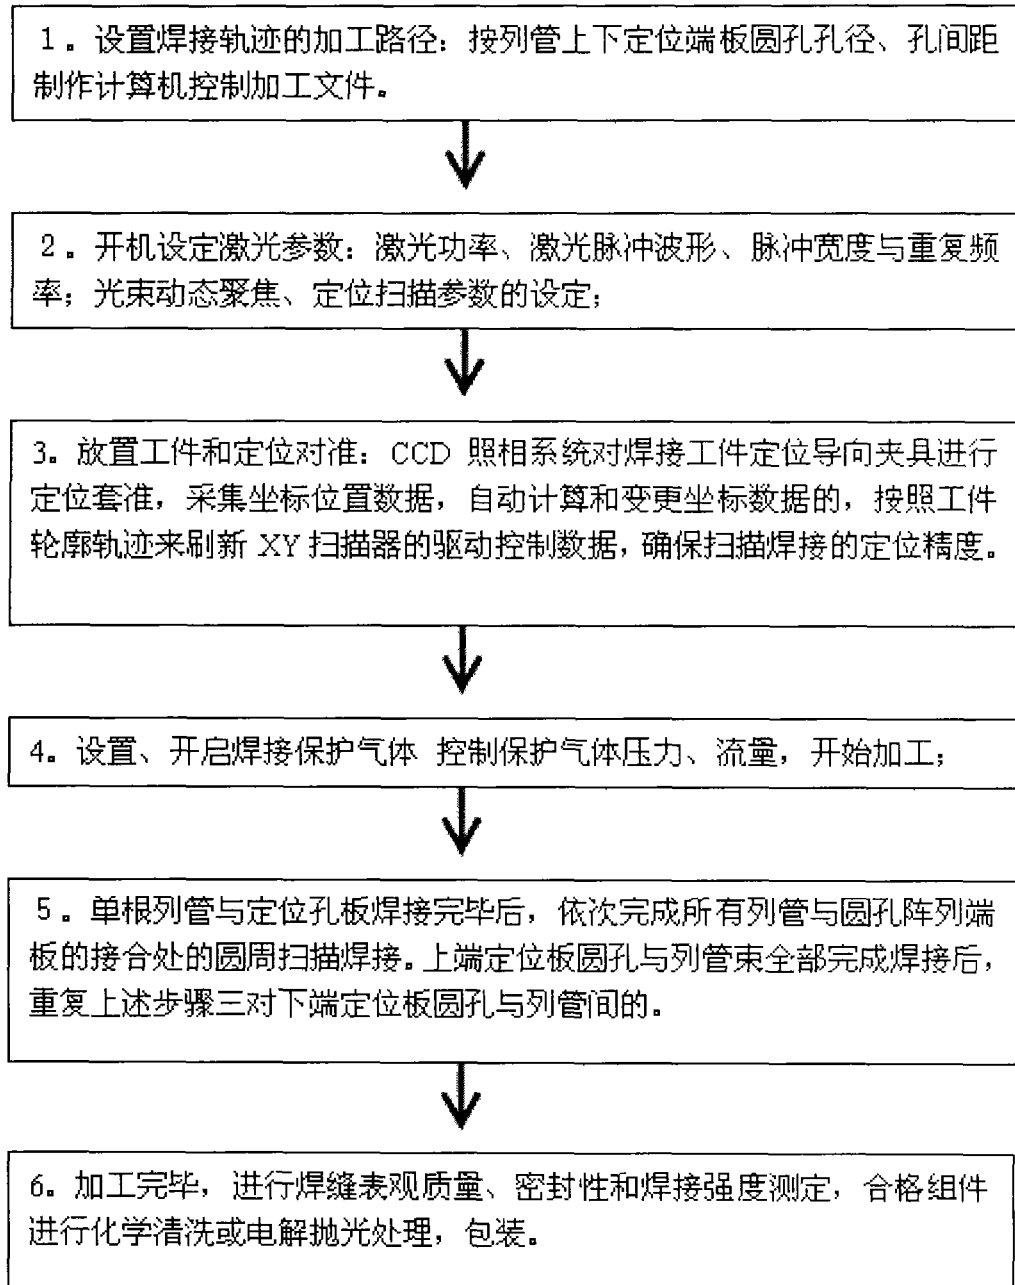 1。设置焊接轨迹的加工路径：按列管上下定位端板圆孔孔径、孔间距
制作计算机控制加工文件。
2。开机设定激光参数：激光功率、激光脉冲波形、脉冲宽度与重复频
率；光束动态聚焦、定位扫描参数的设定；
3。放置工件和定位对准：CCD 照相系统对焊接工件定位导向夹具进行
定位套准，采集坐标位置数据，自动计算和变更坐标数据的，按照工件
轮廓轨迹来刷新 XY 扫描器的驱动控制数据，确保扫描焊接的定位精度。
4。设置、开启焊接保护气体 控制保护气体压力、流量，开始加工；
5。单根列管与定位孔板焊接完毕后，依次完成所有列管与圆孔阵列端
板的接合处的圆周扫描焊接。上端定位板圆孔与列管束全部完成焊接后，
重复上述步骤三对下端定位板圆孔与列管间的。
6。加工完毕，进行焊缝表观质量、密封性和焊接强度测定，合格组件
进行化学清洗或电解抛光处理，包装。